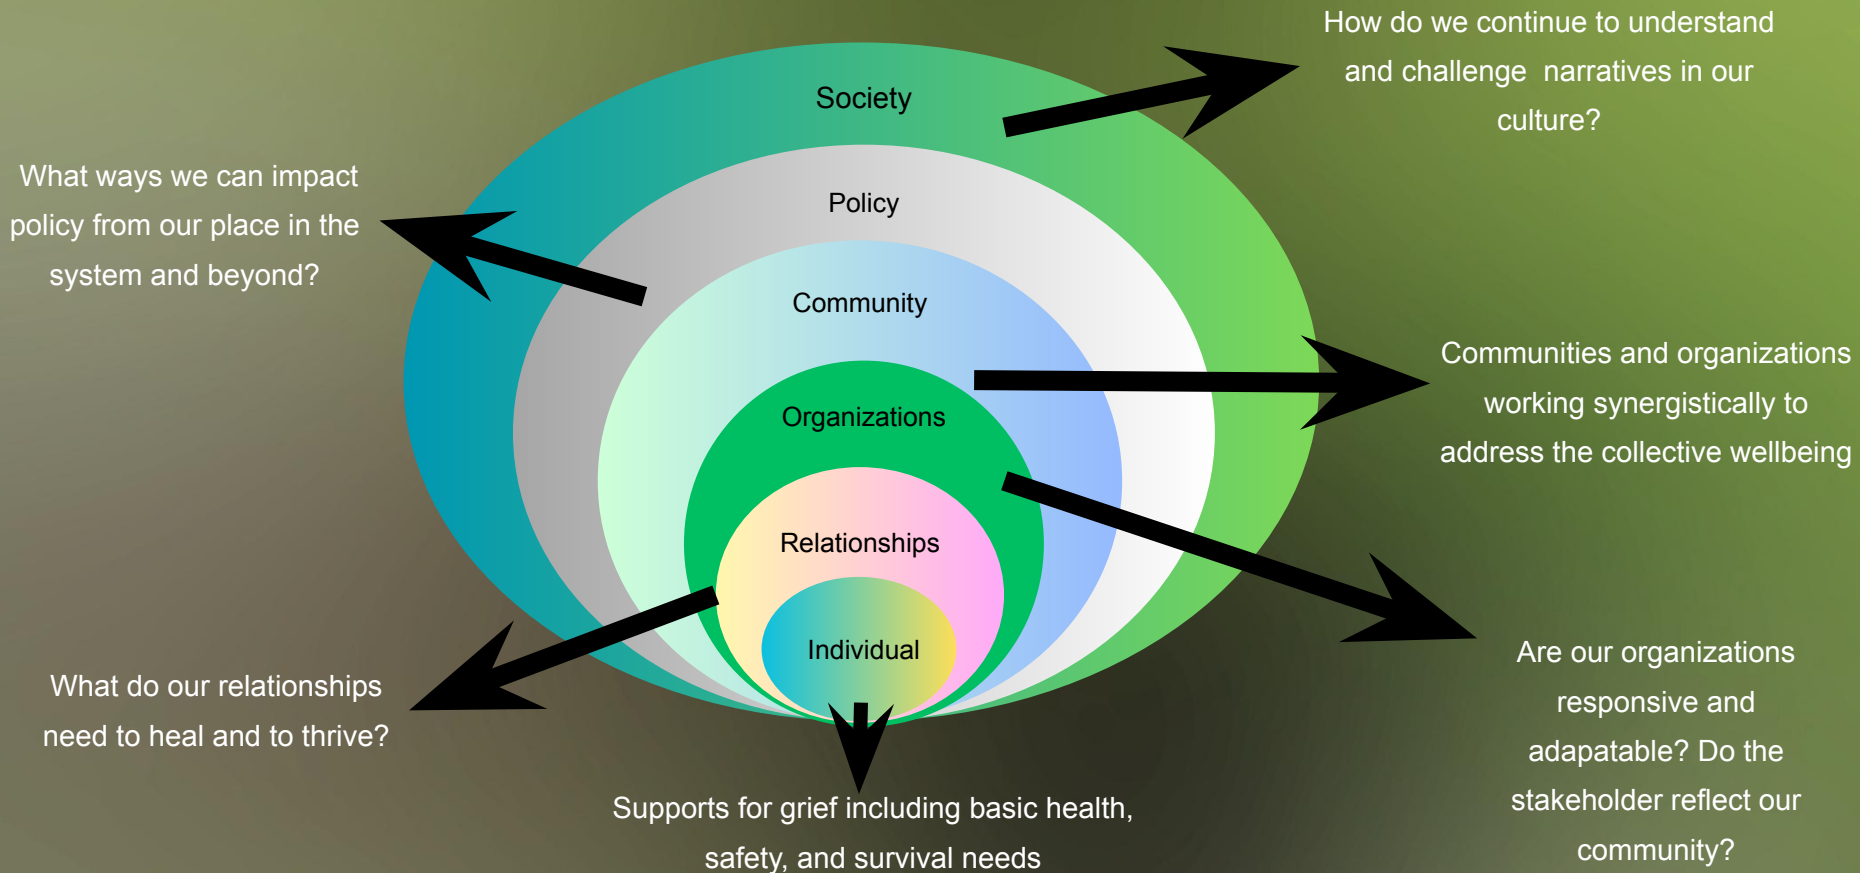 How do we continue to understand
and challenge narratives in our
culture?
Society
What ways we can impact
policy from our place in the
system and beyond?
Policy
Community
Communities and organizations
working synergistically to
address the collective wellbeing
Organizations
Relationships
Individual
What do our relationships
need to heal and to thrive?
Are our organizations
responsive and
adapatable? Do the
stakeholder reflect our
community?
Supports for grief including basic health,
safety, and survival needs